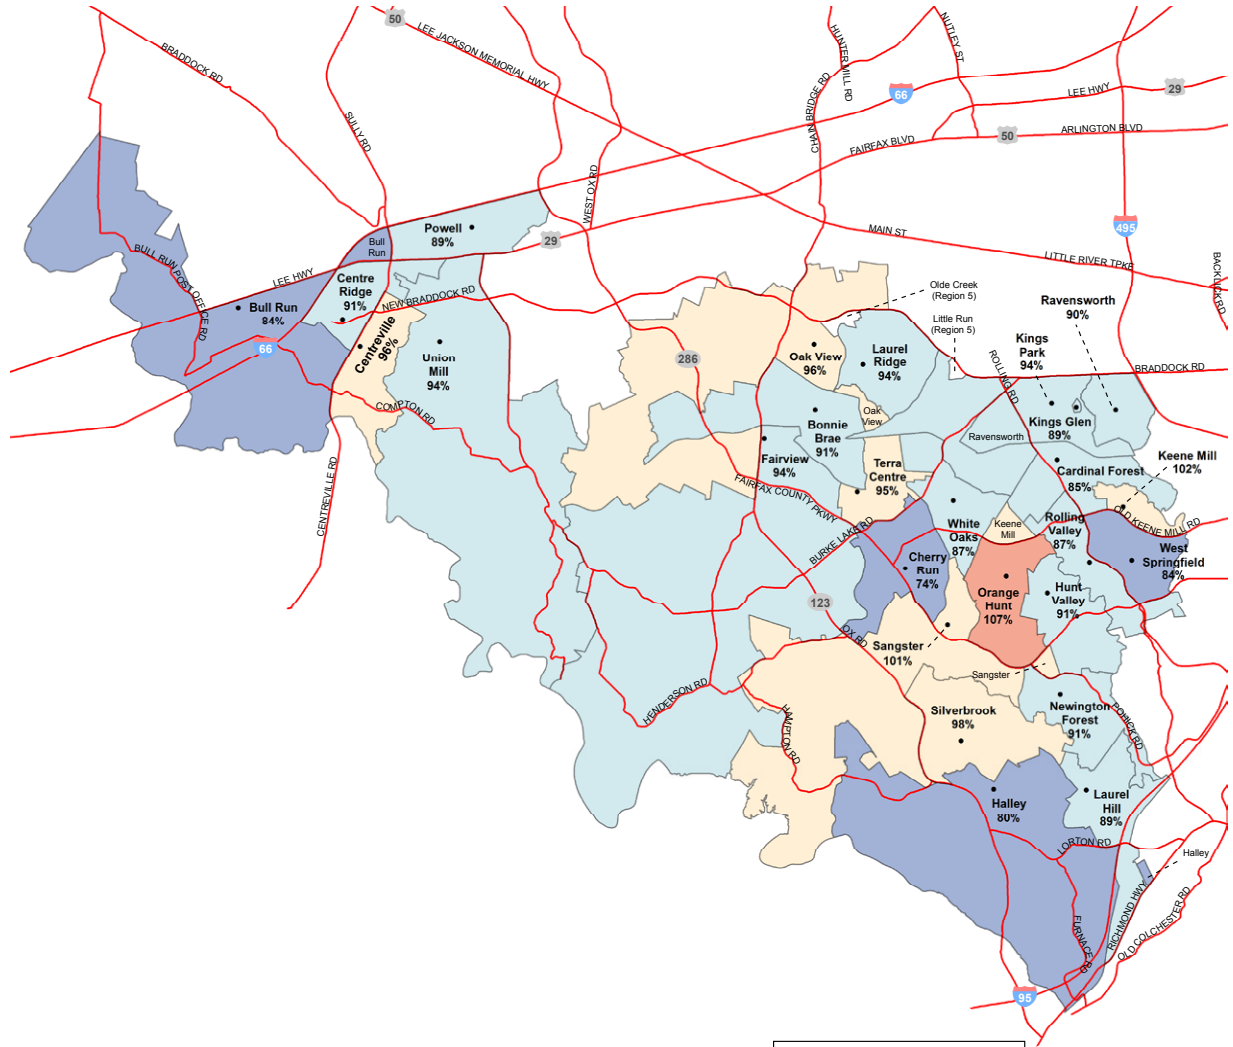 50
LEE JACKSON MEMORIAL HWY
BRADDOCK RD
SULLY RD
WEST OX RD
HUNTER MILL RD
CHAIN BRIDGE RD
NUTLEY ST
66
LEE HWY
29
50
ARLINGTON BLVD
FAIRFAX BLVD
495
MAIN ST
LITTLE RIVER TPKE
BACKLICK RD
Powell
89%
29
Bull
Run
BULL RUN POST OFFICE RD
LEE HWY
Centre
Ridge
91%
NEW BRADDOCK RD
Bull Run
84%
66
Centreville
96%
Union
Mill
94%
COMPTON RD
CENTREVILLE RD
286
Olde Creek
(Region 5)
Little Run
(Region 5)
Ravensworth
90%
Kings
Park
94%
Oak View
96%
Laurel
Ridge
94%
ROLLING RD
BRADDOCK RD
Oak
View
Bonnie
Brae
91%
Kings Glen
89%
Ravensworth
Fairview
94%
Terra
Centre
95%
Cardinal Forest
85%
Keene Mill
102%
FAIRFAX COUNTY PKWY
BURKE LAKE RD
White
Oaks
87%
Keene
Mill
Rolling
Valley
87%
OLD KEENE MILL RD
West
Springfield
84%
Cherry
Run
74%
Orange
Hunt
107%
Hunt
Valley
91%
123
OX RD
Sangster
101%
Sangster
HENDERSON RD
HAMPTON RD
Silverbrook
98%
Newington
Forest
91%
POHICK RD
Halley
80%
Laurel
Hill
89%
LORTON RD
Halley
RICHMOND HWY
OLD COLCHESTER RD
FURNACE RD
95